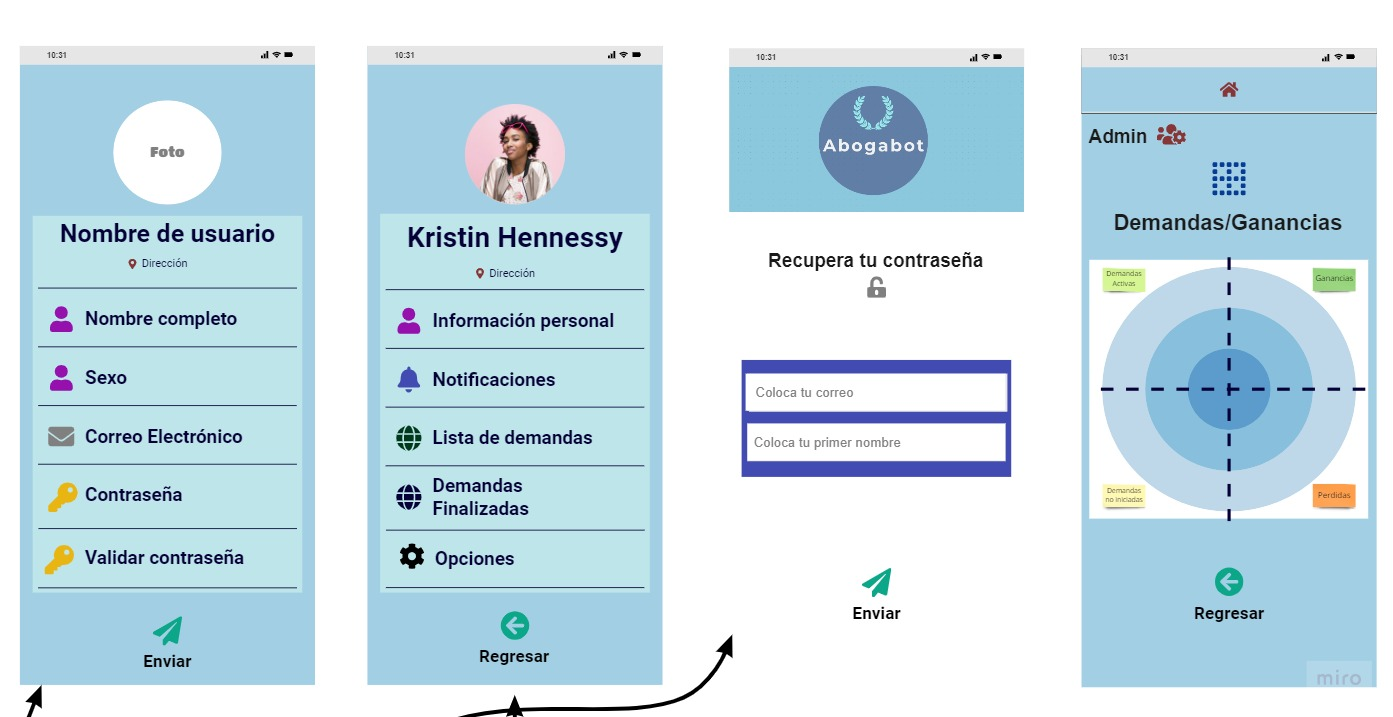 10:31
Foto
Nombre de usuario
Dirección
Nombre completo
Sexo
Correo Electrónico
Contraseña
Validar contraseña
Enviar
10:31
Kristin Hennessy
Dirección
Información personal
Notificaciones
Lista de demandas
Demandas
Finalizadas
Opciones
Regresar
10:31
Abogabot
Recupera tu contraseña
Coloca tu correo
Coloca tu primer nombre
Enviar
10:31
Admin
Demandas/Ganancias
Demandas
Activas
Ganancias
Demandas
no iniciadas
Perdidas
Regresar
miro